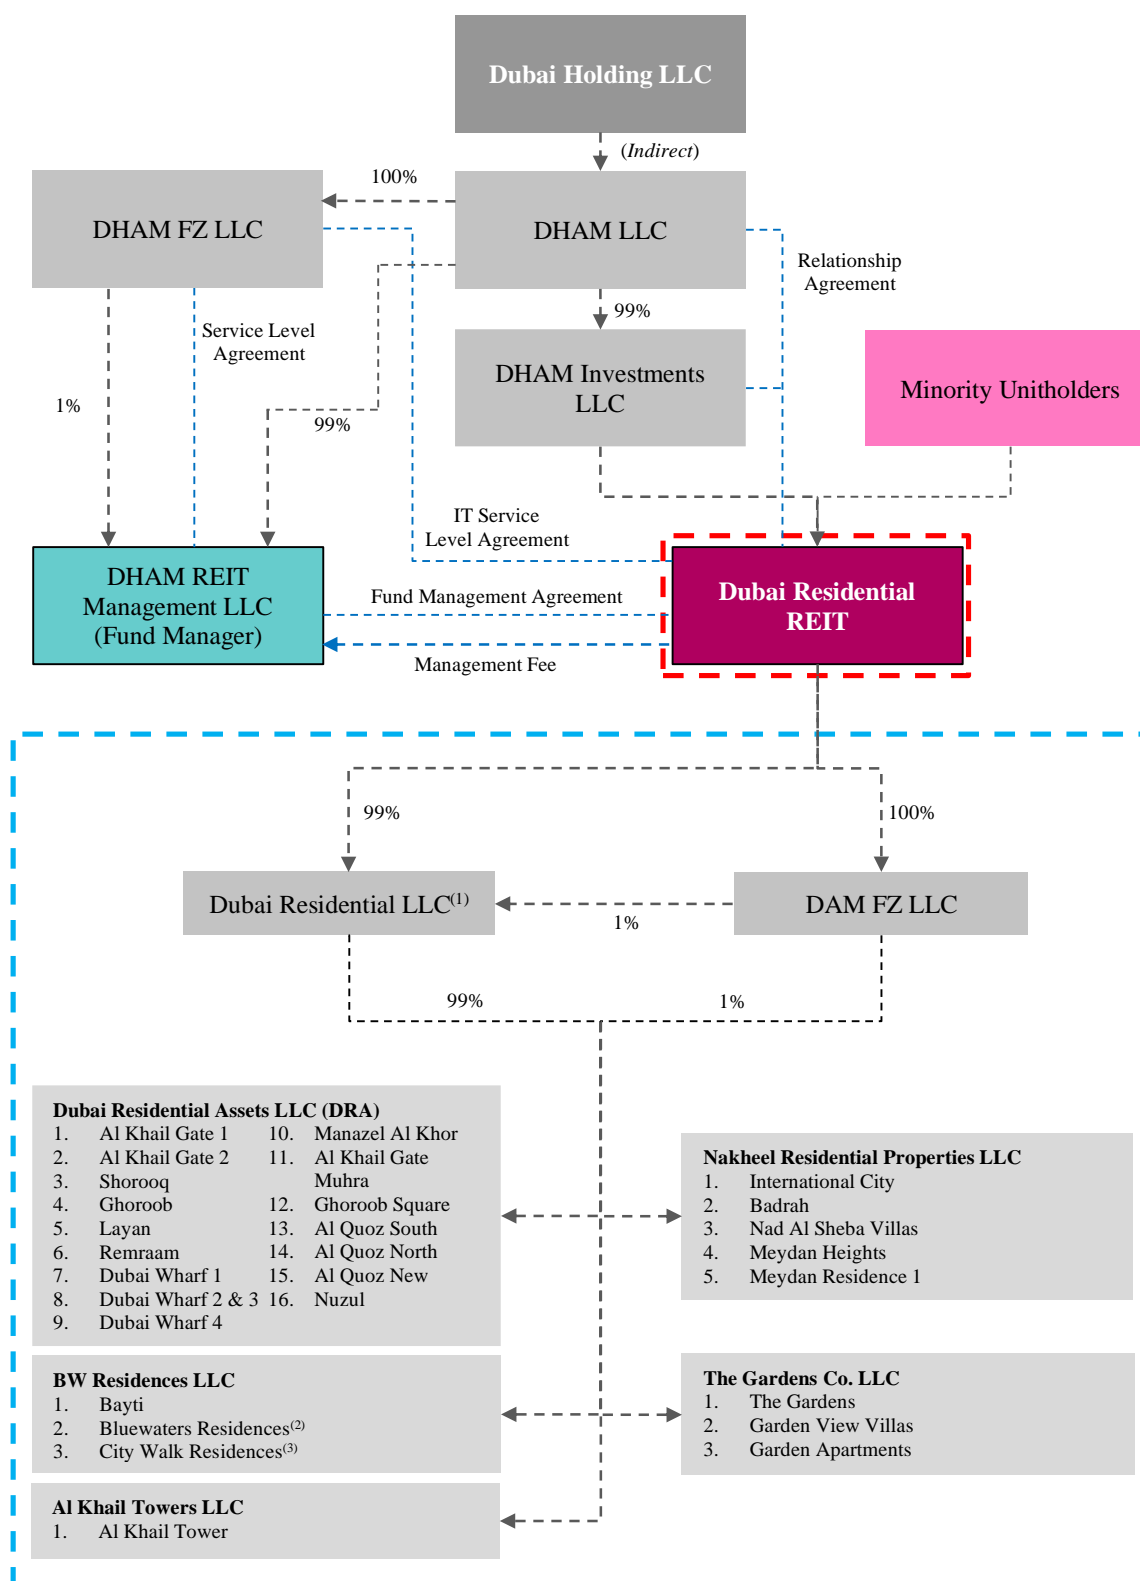 Dubai Holding LLC
(Indirect)
100%
DHAM FZ LLC
DHAM LLC
Relationship
Agreement
99%
Service Level
Agreement
DHAM Investments
LLC
Minority Unitholders
1%
99%
IT Service
Level Agreement
DHAM REIT
Management LLC
(Fund Manager)
Fund Management Agreement
Management Fee
Dubai Residential
REIT
99%
100%
Dubai Residential LLC(1)
1%
DAM FZ LLC
99%
1%
Dubai Residential Assets LLC (DRA)
1. Al Khail Gate 1
2. Al Khail Gate 2
3. Shorooq
4. Ghoroob
5. Layan
6. Remraam
7. Dubai Wharf 1
8. Dubai Wharf 2 & 3
9. Dubai Wharf 4
10. Manazel Al Khor
11. Al Khail Gate
Muhra
12. Ghoroob Square
13. Al Quoz South
14. Al Quoz North
15. Al Quoz New
16. Nuzul
Nakheel Residential Properties LLC
1. International City
2. Badrah
3. Nad Al Sheba Villas
4. Meydan Heights
5. Meydan Residence 1
BW Residences LLC
1. Bayti
2. Bluewaters Residences(2)
3. City Walk Residences(3)
The Gardens Co. LLC
1. The Gardens
2. Garden View Villas
3. Garden Apartments
Al Khail Towers LLC
1. Al Khail Tower